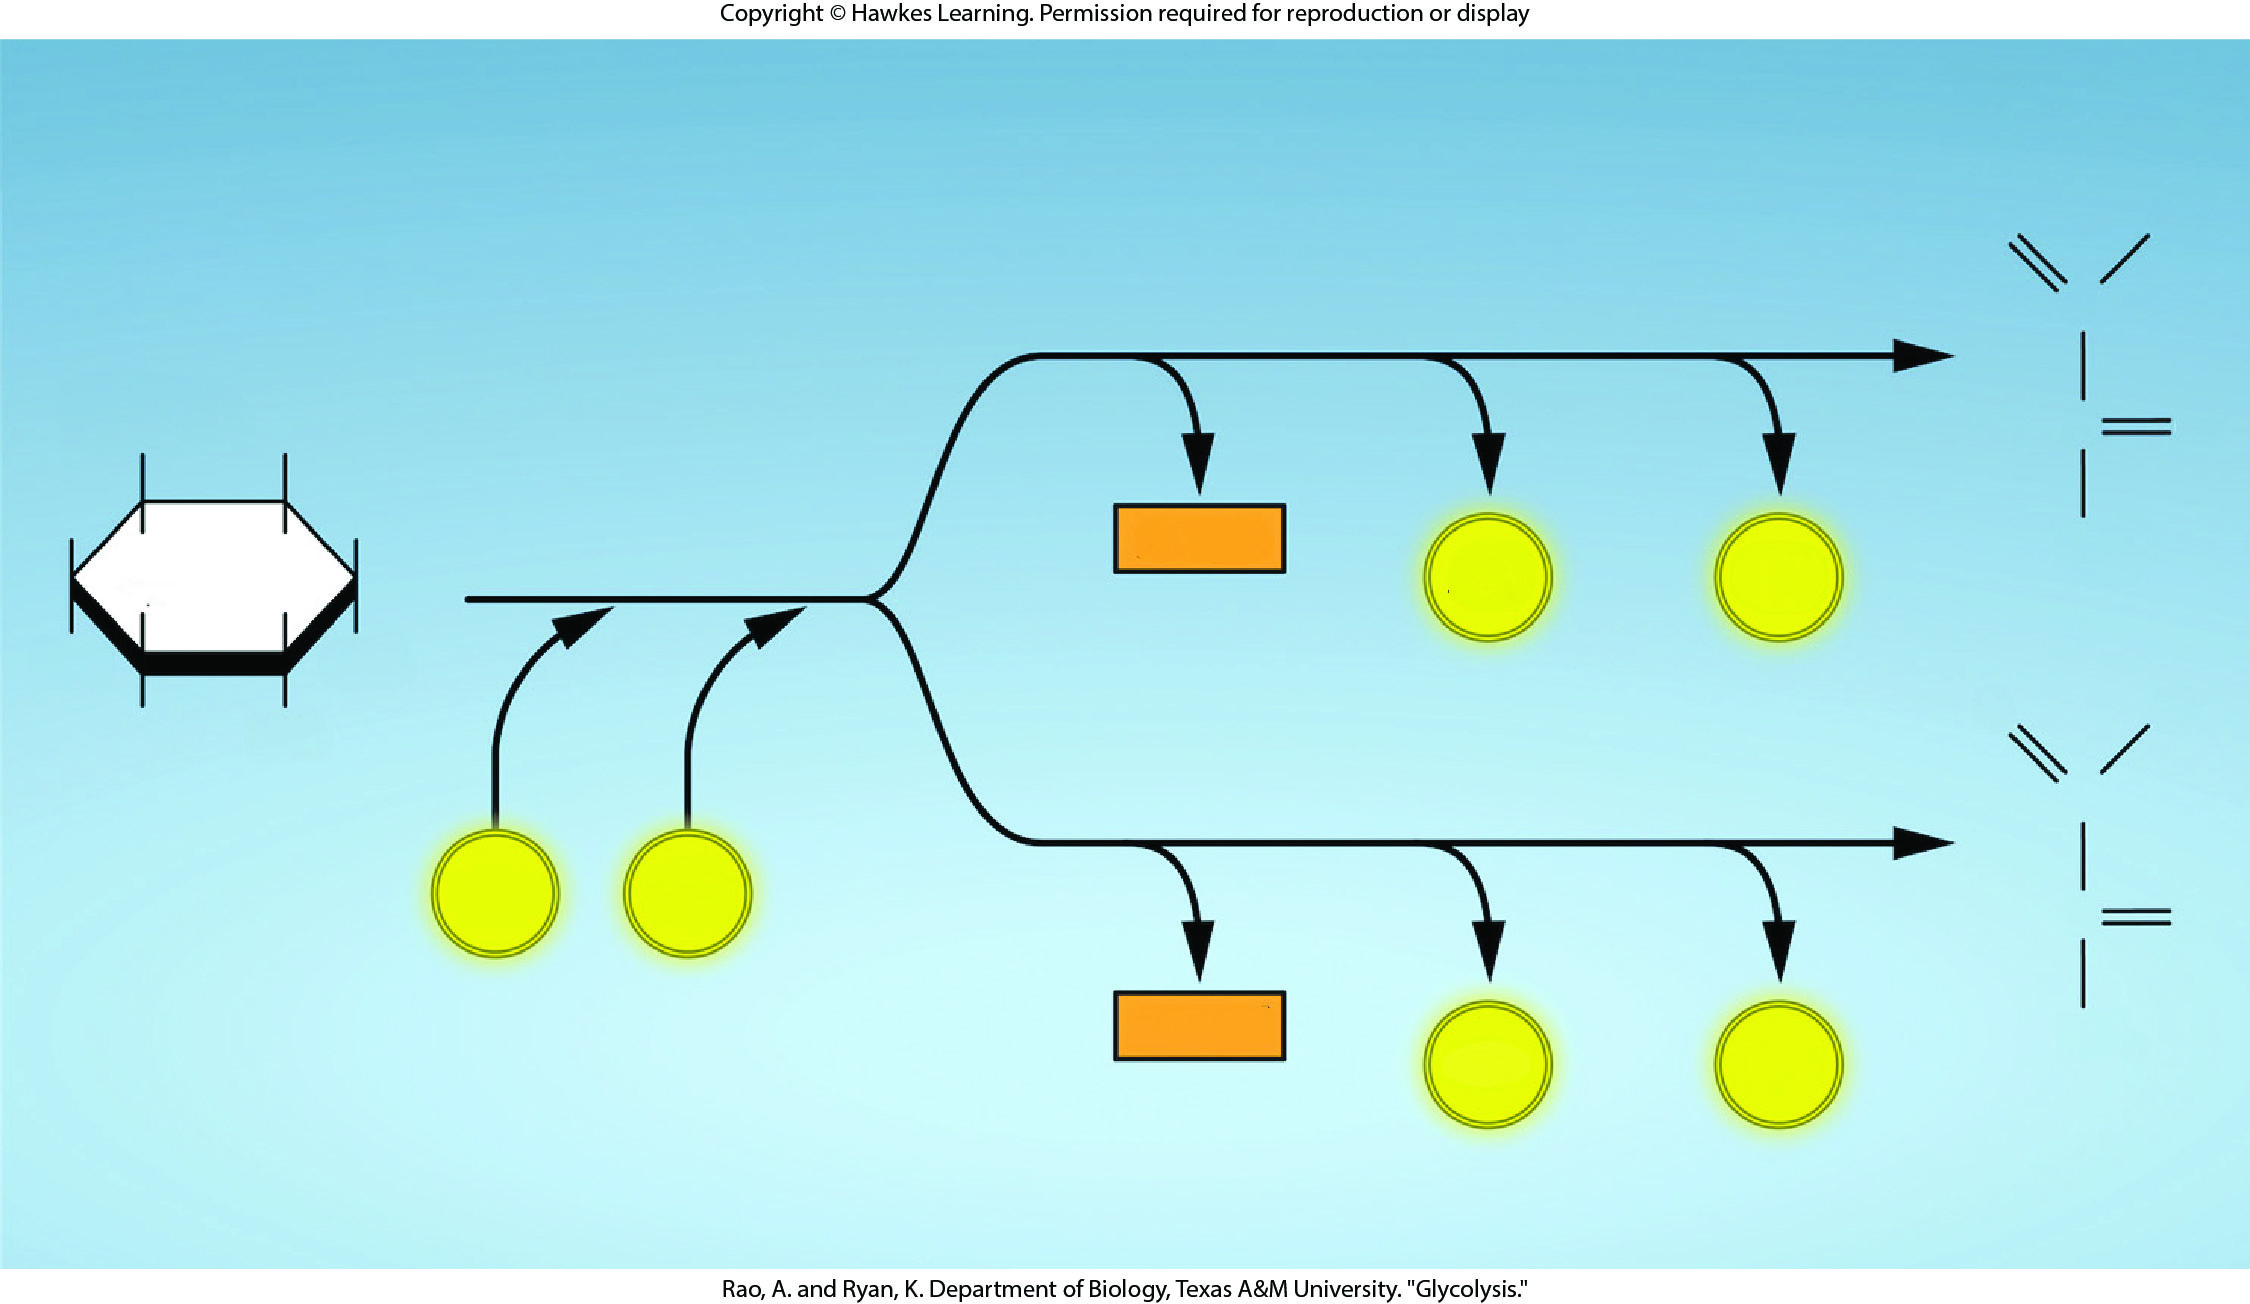 Copyright © Hawkes Learning. Permission required for reproduction or display
Rao, A. and Ryan, K. Department of Biology, Texas A&M University. "Glycolysis."